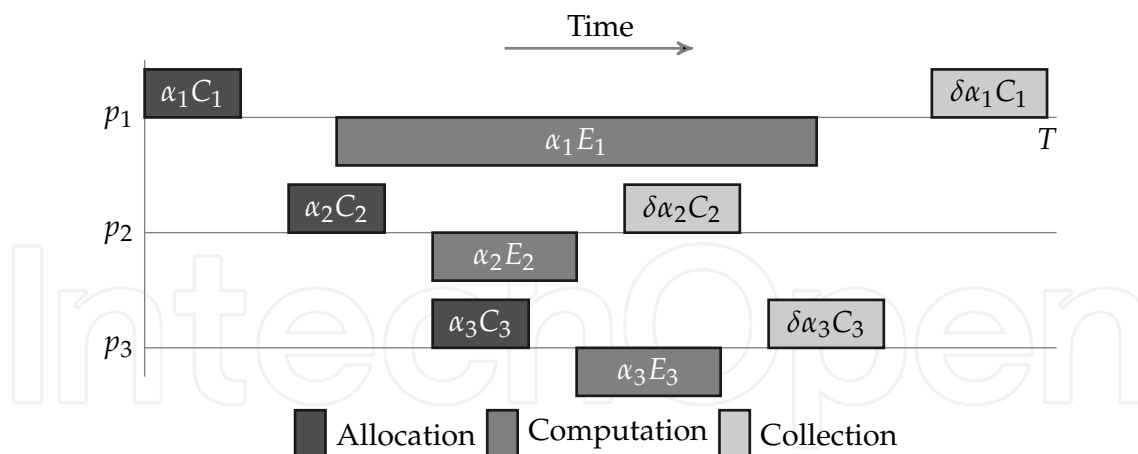 Time
α₁C₁ δα₁C₁
p₁
α₁E₁ T
α₂C₂ δα₂C₂
p₂
α₂E₂
α₃C₃ δα₃C₃
p₃
α₃E₃
Allocation Computation Collection
IntechOpen